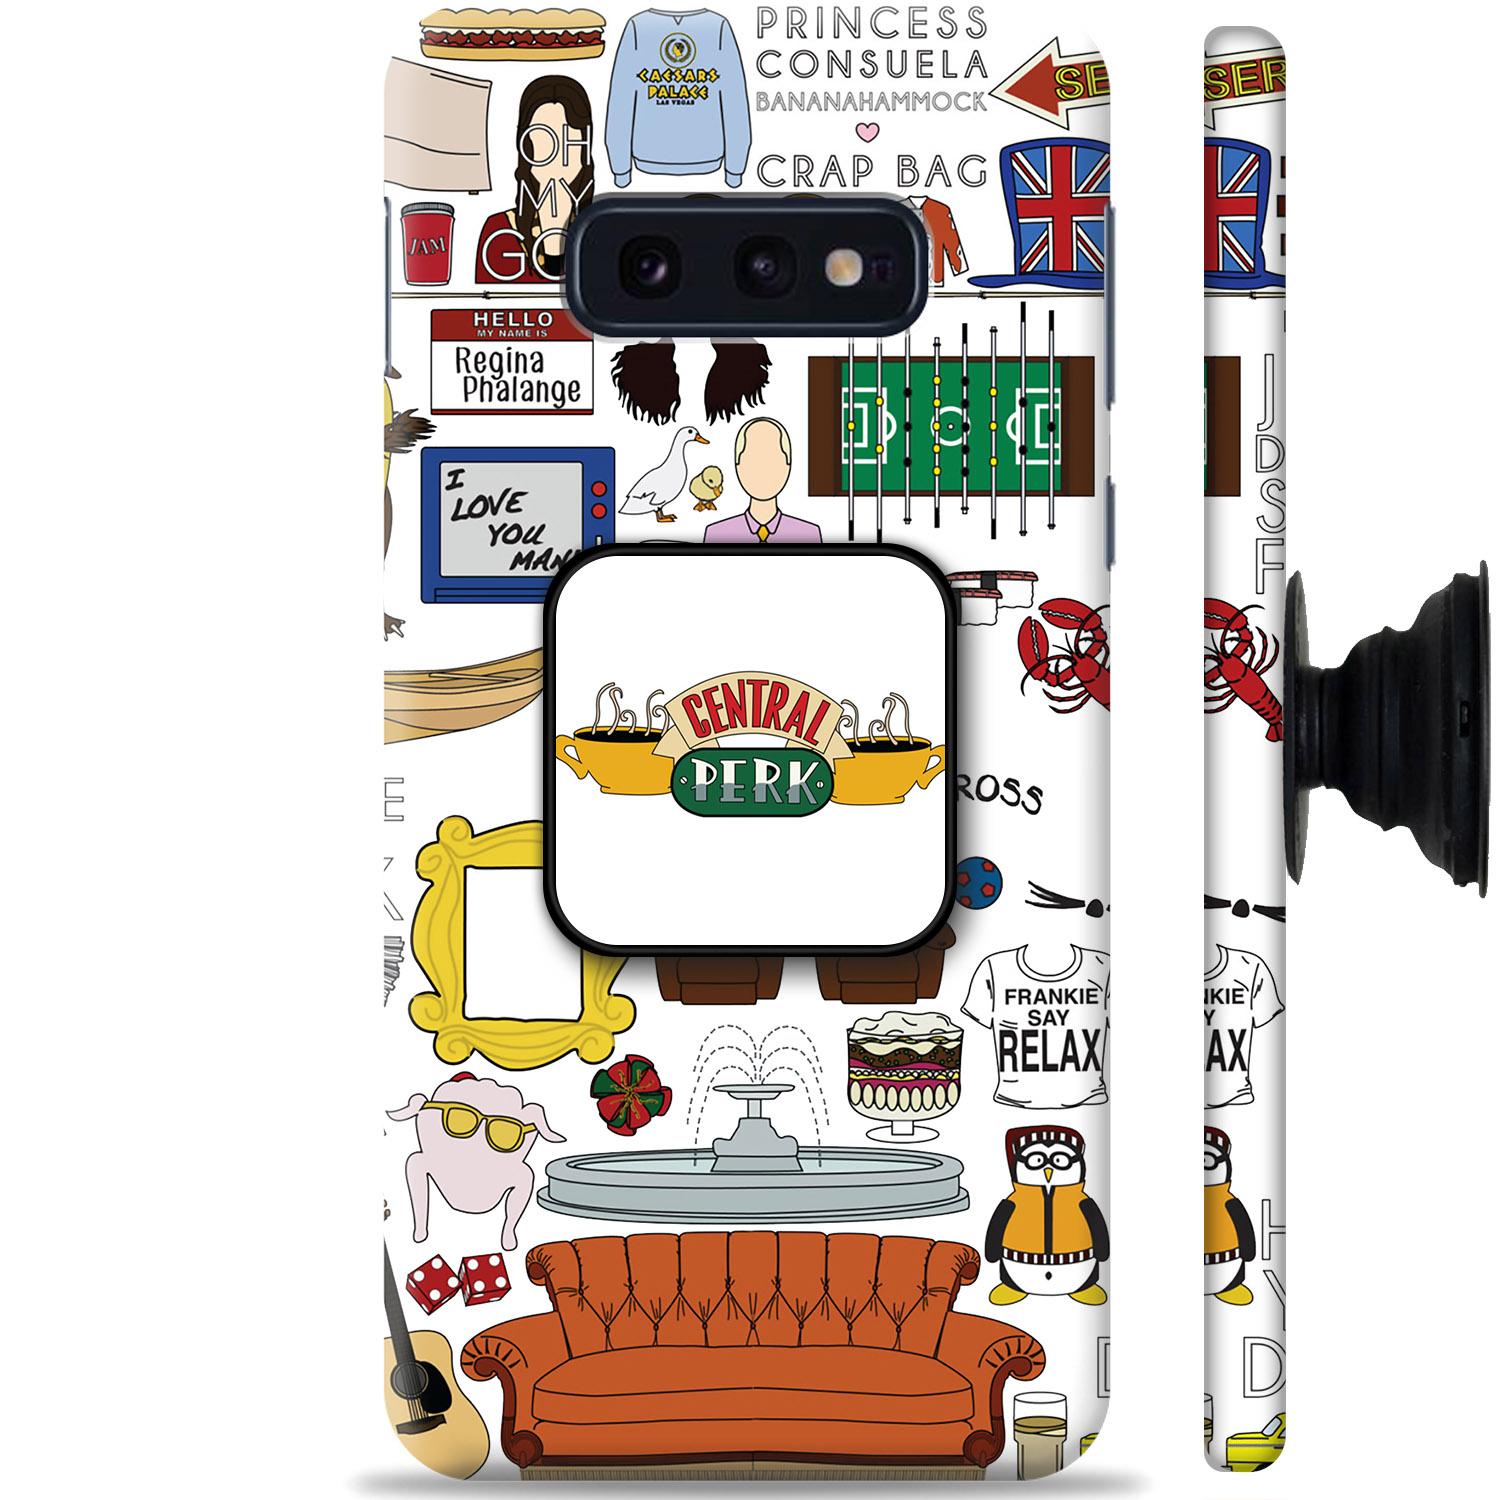 PRINCESS
CONSUELA
BANANAHAMMOCK
CRAP BAG
CAESARS
PALACE
LAS VEGAS
OH
MY
JAM
HELLO
MY NAME IS
Regina
Phalange
I
LOVE
YOU
MAN
CENTRAL
PERK
ROSS
FRANKIE
SAY
RELAX